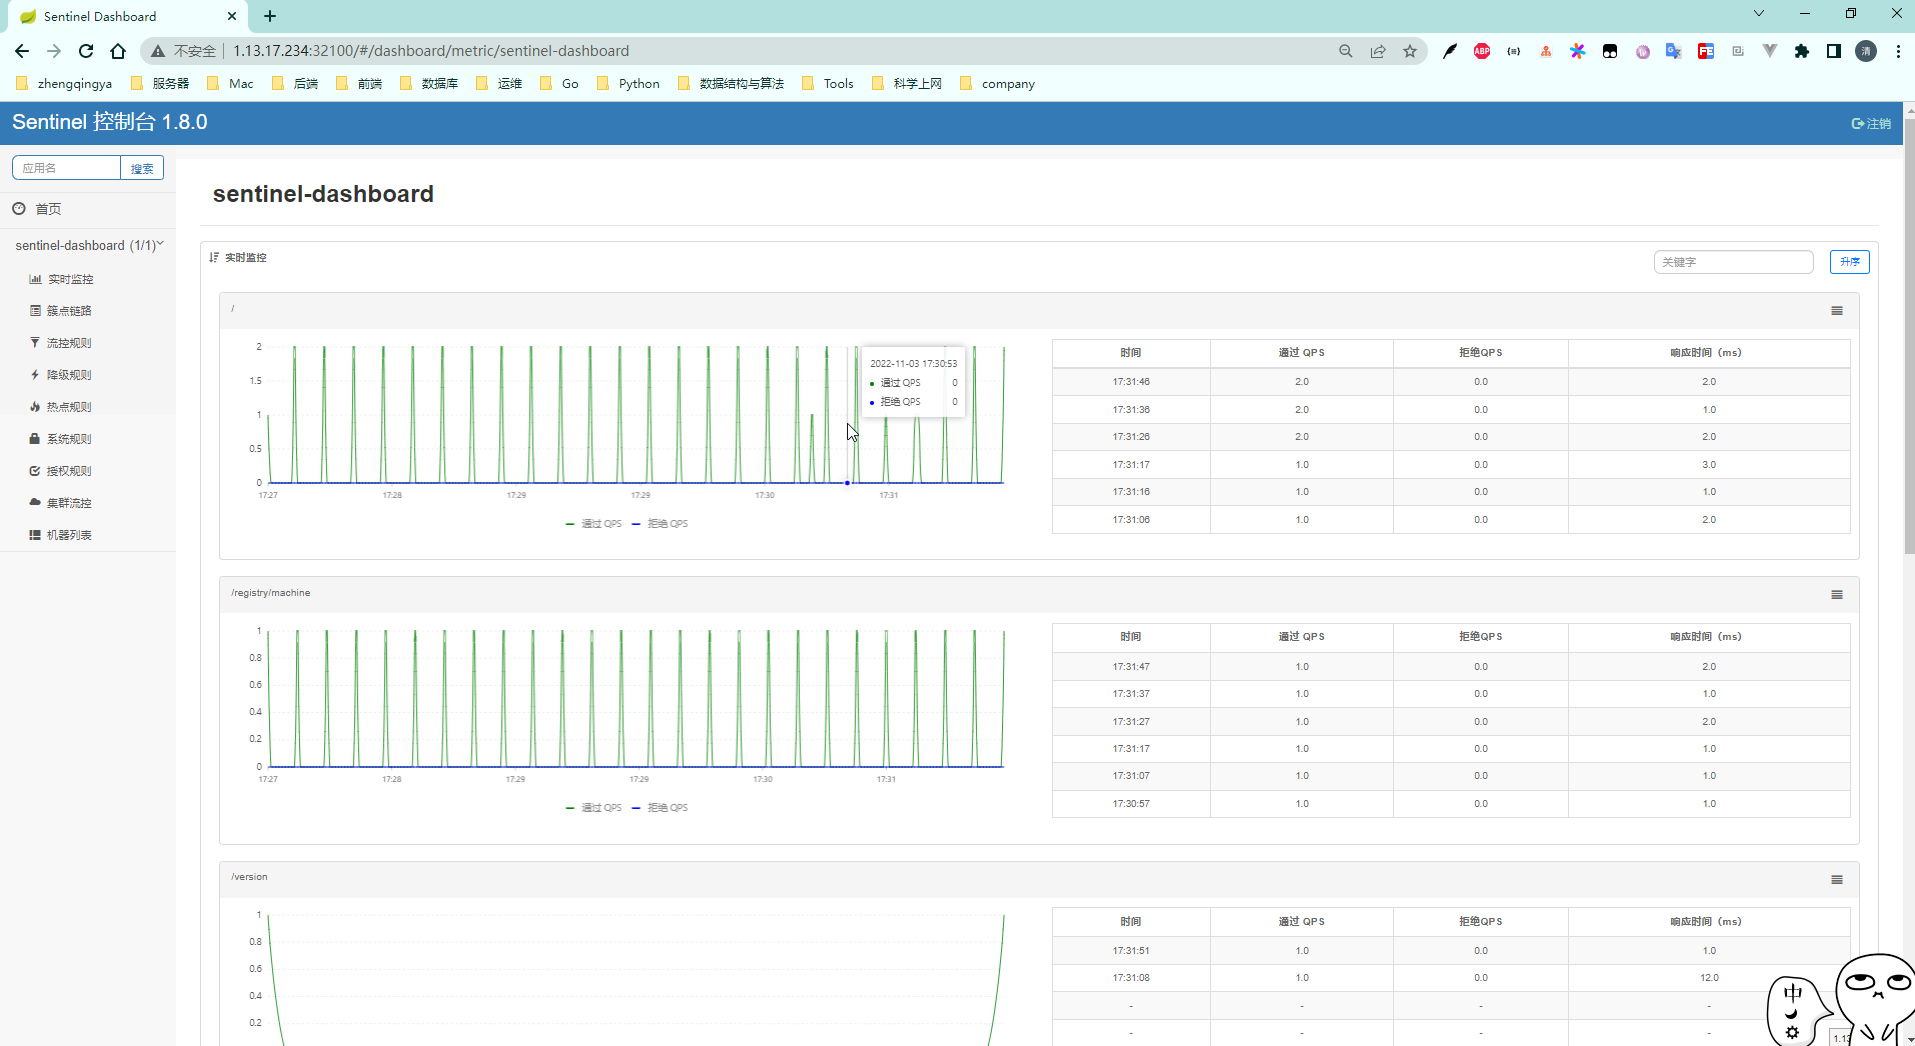 Sentinel Dashboard
不安全 1.13.17.234:32100/#/dashboard/metric/sentinel-dashboard
ABP
FE
清
zhengqingya 服务器 Mac 后端 前端 数据库 运维 Go Python 数据结构与算法 Tools 科学上网 company
Sentinel 控制台 1.8.0
注销
应用名 搜索
首页
sentinel-dashboard (1/1)
实时监控
簇点链路
流控规则
降级规则
热点规则
系统规则
授权规则
集群流控
机器列表
sentinel-dashboard
实时监控
关键字 升序
/
2
1.5
1
0.5
0
17:27 17:28 17:29 17:29 17:30 17:31
2022-11-03 17:30:53
通过 QPS 0
拒绝 QPS 0
通过 QPS 拒绝 QPS
时间 通过 QPS 拒绝QPS 响应时间（ms）
17:31:46 2.0 0.0 2.0
17:31:36 2.0 0.0 1.0
17:31:26 2.0 0.0 2.0
17:31:17 1.0 0.0 3.0
17:31:16 1.0 0.0 1.0
17:31:06 1.0 0.0 2.0
/registry/machine
1
0.8
0.6
0.4
0.2
0
17:27 17:28 17:29 17:29 17:30 17:31
通过 QPS 拒绝 QPS
时间 通过 QPS 拒绝QPS 响应时间（ms）
17:31:47 1.0 0.0 2.0
17:31:37 1.0 0.0 1.0
17:31:27 1.0 0.0 2.0
17:31:17 1.0 0.0 1.0
17:31:07 1.0 0.0 1.0
17:30:57 1.0 0.0 1.0
/version
1
0.8
0.6
0.4
0.2
时间 通过 QPS 拒绝QPS 响应时间（ms）
17:31:51 1.0 0.0 1.0
17:31:08 1.0 0.0 12.0
- - - -
- - - -
中